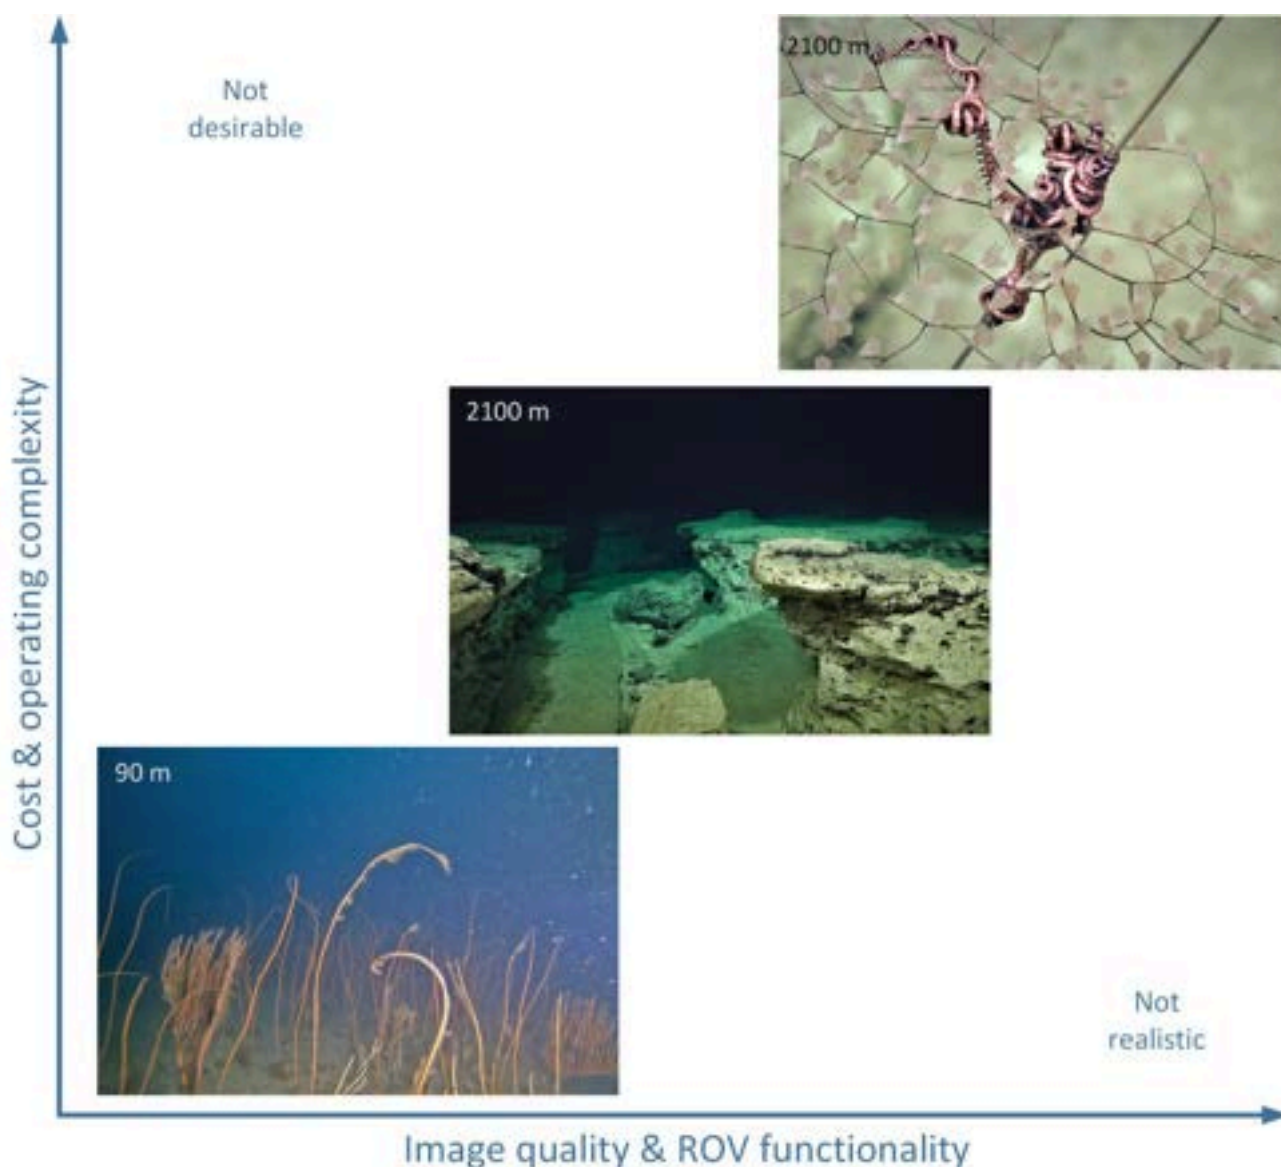 Not
desirable
2100 m
2100 m
90 m
Not
realistic
Cost & operating complexity
Image quality & ROV functionality